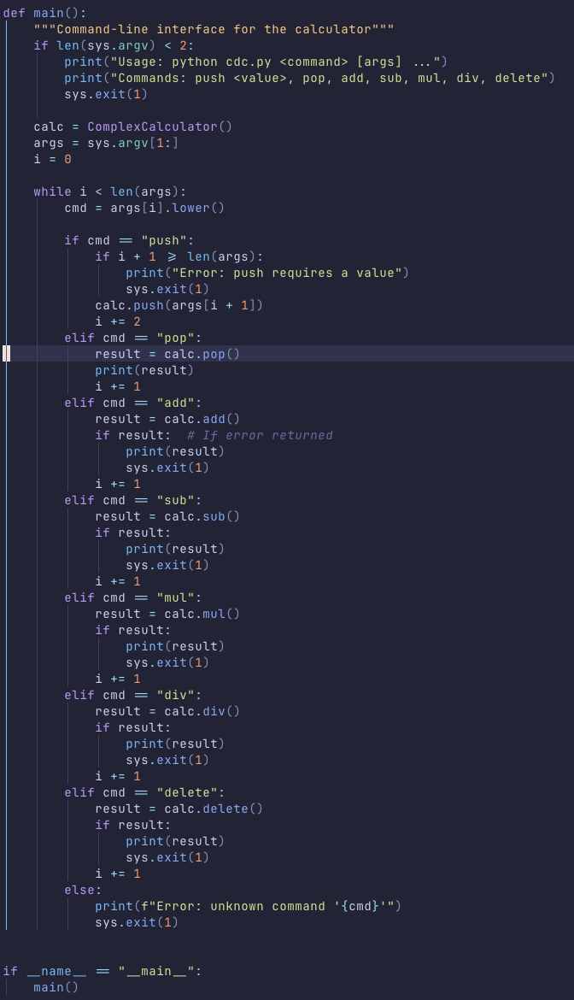 def main():
    """Command-line interface for the calculator"""
    if len(sys.argv) < 2:
        print("Usage: python cdc.py <command> [args] ...")
        print("Commands: push <value>, pop, add, sub, mul, div, delete")
        sys.exit(1)

    calc = ComplexCalculator()
    args = sys.argv[1:]
    i = 0

    while i < len(args):
        cmd = args[i].lower()

        if cmd == "push":
            if i + 1 >= len(args):
                print("Error: push requires a value")
                sys.exit(1)
            calc.push(args[i + 1])
            i += 2
        elif cmd == "pop":
            result = calc.pop()
            print(result)
            i += 1
        elif cmd == "add":
            result = calc.add()
            if result:  # If error returned
                print(result)
                sys.exit(1)
            i += 1
        elif cmd == "sub":
            result = calc.sub()
            if result:
                print(result)
                sys.exit(1)
            i += 1
        elif cmd == "mul":
            result = calc.mul()
            if result:
                print(result)
                sys.exit(1)
            i += 1
        elif cmd == "div":
            result = calc.div()
            if result:
                print(result)
                sys.exit(1)
            i += 1
        elif cmd == "delete":
            result = calc.delete()
            if result:
                print(result)
                sys.exit(1)
            i += 1
        else:
            print(f"Error: unknown command '{cmd}'")
            sys.exit(1)


if __name__ == "__main__":
    main()